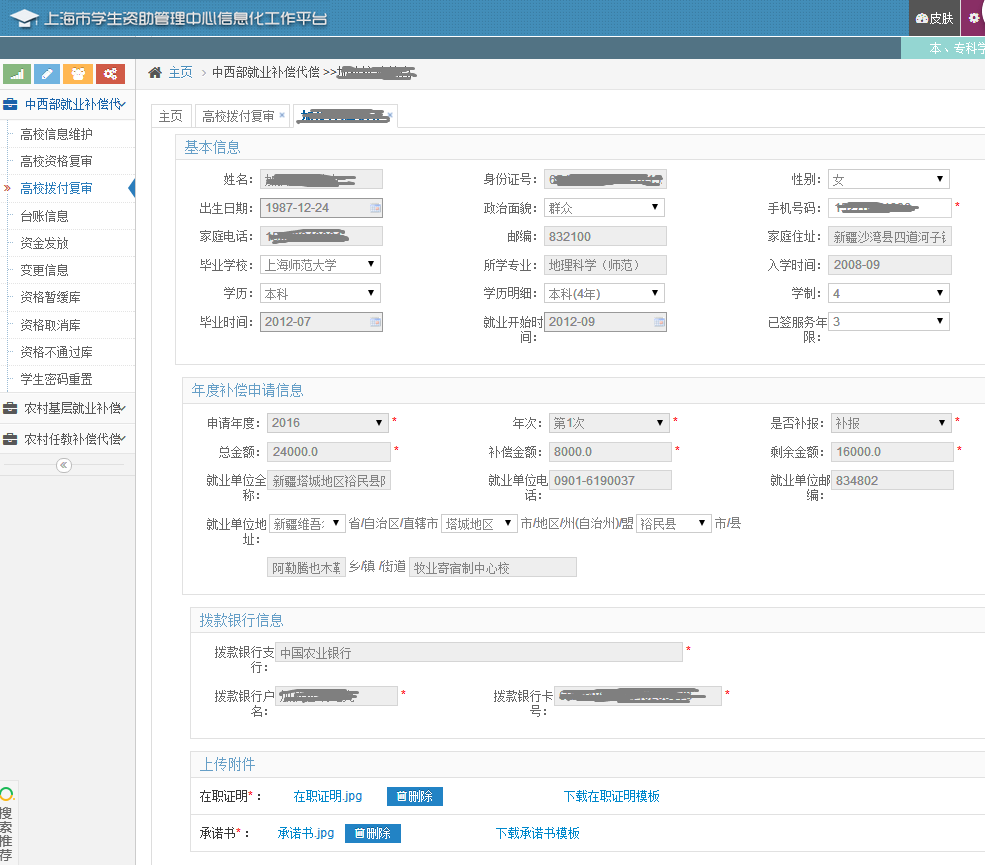 上海市学生资助管理中心信息化工作平台
皮肤
本、专科学
主页 中西部就业补偿代偿 >>
中西部就业补偿代
高校信息维护
高校资格复审
高校拨付复审
台账信息
资金发放
变更信息
资格暂缓库
资格取消库
资格不通过库
学生密码重置
农村基层就业补偿
农村任教补偿代偿
搜索推荐
主页 高校拨付复审 ×
基本信息
姓名: 身份证号: 6 性别: 女
出生日期: 1987-12-24 政治面貌: 群众 手机号码: *
家庭电话: 邮编: 832100 家庭住址: 新疆沙湾县四道河子
毕业学校: 上海师范大学 所学专业: 地理科学（师范） 入学时间: 2008-09
学历: 本科 学历明细: 本科(4年) 学制: 4
毕业时间: 2012-07 就业开始时间: 2012-09 已签服务年限: 3
年度补偿申请信息
申请年度: 2016 * 年次: 第1次 * 是否补报: 补报 *
总金额: 24000.0 * 补偿金额: 8000.0 * 剩余金额: 16000.0 *
就业单位全称: 新疆塔城地区裕民县 就业单位电话: 0901-6190037 就业单位邮编: 834802
就业单位地址: 新疆维吾 省/自治区/直辖市 塔城地区 市/地区/州(自治州)/盟 裕民县 市/县
阿勒腾也木 乡/镇 /街道 牧业寄宿制中心校
拨款银行信息
拨款银行支行: 中国农业银行 *
拨款银行户名: * 拨款银行卡号: *
上传附件
在职证明*： 在职证明.jpg 删除 下载在职证明模板
承诺书*： 承诺书.jpg 删除 下载承诺书模板